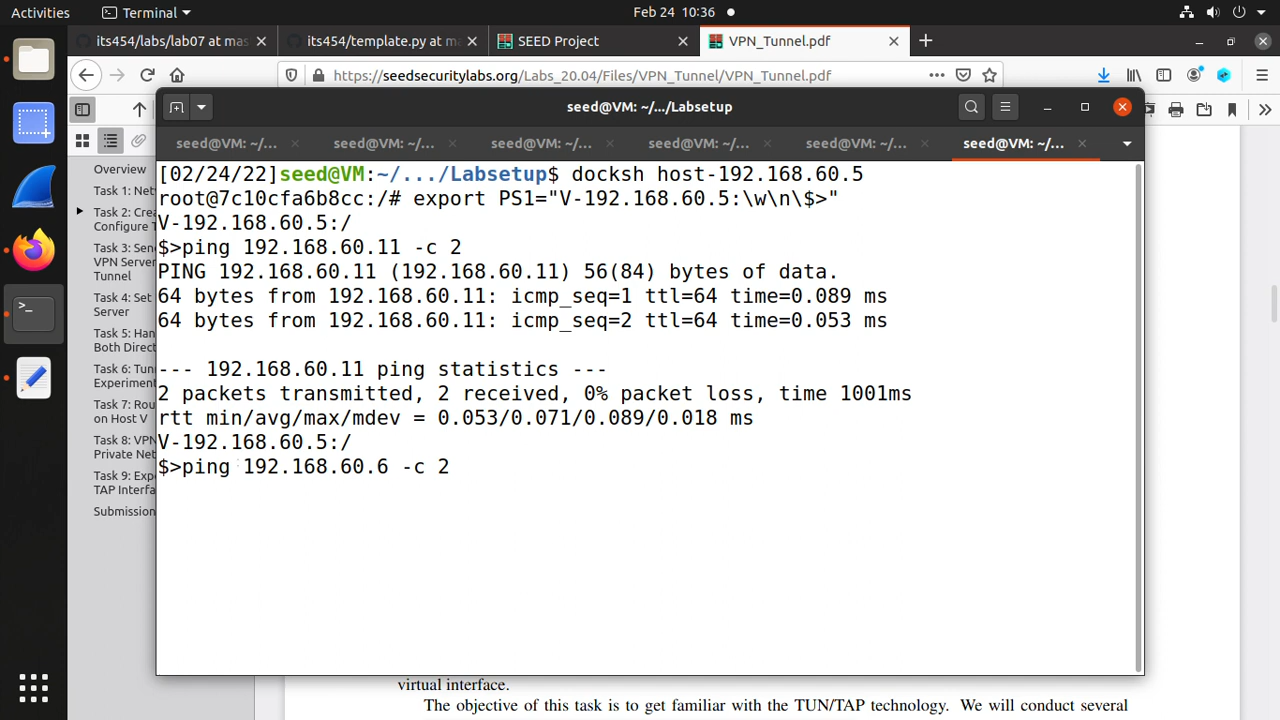 Activities Terminal Feb 24 10:36
its454/labs/lab07 at mas its454/template.py at ma SEED Project VPN_Tunnel.pdf
https://seedsecuritylabs.org/Labs_20.04/Files/VPN_Tunnel/VPN_Tunnel.pdf
seed@VM: ~/.../Labsetup
seed@VM: ~/... seed@VM: ~/... seed@VM: ~/... seed@VM: ~/... seed@VM: ~/... seed@VM: ~/...
Overview
Task 1: Net
Task 2: Crea
Configure T
Task 3: Sen
VPN Server
Tunnel
Task 4: Set
Server
Task 5: Han
Both Direct
Task 6: Tun
Experiment
Task 7: Rou
on Host V
Task 8: VPN
Private Net
Task 9: Exp
TAP Interfa
Submission
[02/24/22]seed@VM:~/.../Labsetup$ docksh host-192.168.60.5
root@7c10cfa6b8cc:/# export PS1="V-192.168.60.5:\w\n\$>"
V-192.168.60.5:/
$>ping 192.168.60.11 -c 2
PING 192.168.60.11 (192.168.60.11) 56(84) bytes of data.
64 bytes from 192.168.60.11: icmp_seq=1 ttl=64 time=0.089 ms
64 bytes from 192.168.60.11: icmp_seq=2 ttl=64 time=0.053 ms
--- 192.168.60.11 ping statistics ---
2 packets transmitted, 2 received, 0% packet loss, time 1001ms
rtt min/avg/max/mdev = 0.053/0.071/0.089/0.018 ms
V-192.168.60.5:/
$>ping 192.168.60.6 -c 2
virtual interface.
The objective of this task is to get familiar with the TUN/TAP technology. We will conduct several